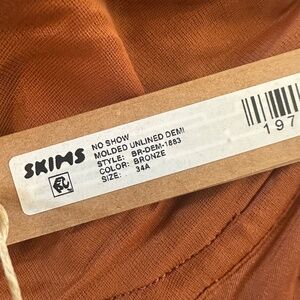 SKIMS
NO SHOW
MOLDED UNLINED DEMI
STYLE: BR-DEM-1883
COLOR: BRONZE
SIZE: 34A
197